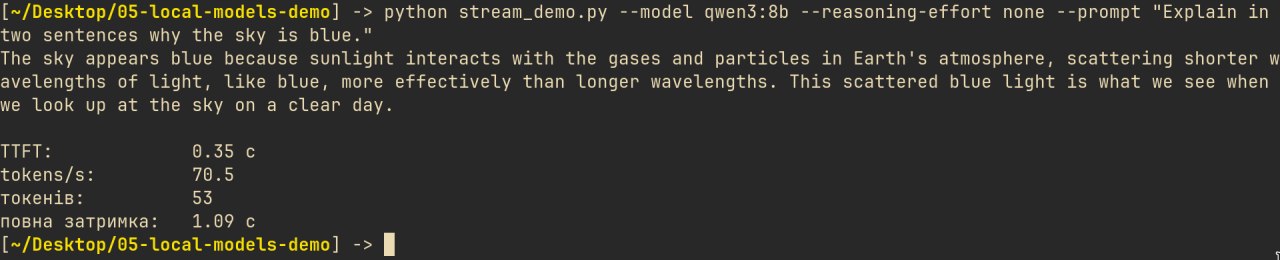 [~/Desktop/05-local-models-demo] -> python stream_demo.py --model qwen3:8b --reasoning-effort none --prompt "Explain in
two sentences why the sky is blue."
The sky appears blue because sunlight interacts with the gases and particles in Earth's atmosphere, scattering shorter w
avelengths of light, like blue, more effectively than longer wavelengths. This scattered blue light is what we see when
we look up at the sky on a clear day.
TTFT: 0.35 с
tokens/s: 70.5
токенів: 53
повна затримка: 1.09 с
[~/Desktop/05-local-models-demo] ->